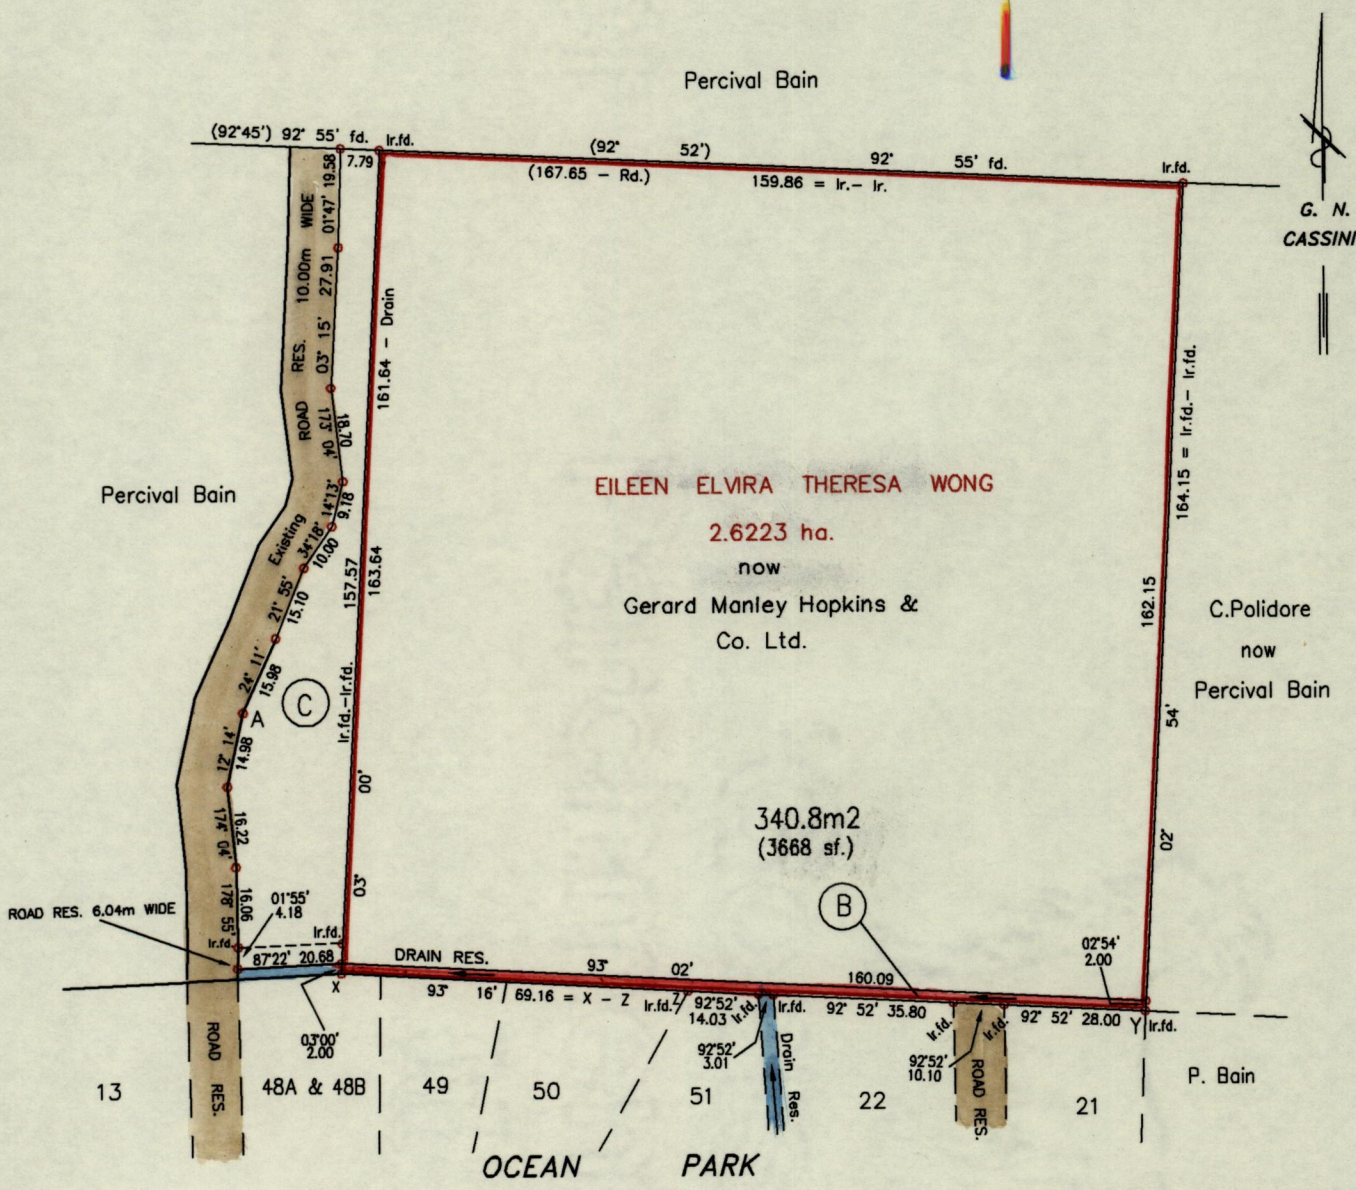 Percival Bain
(92°45') 92° 55' fd.
Ir.fd.
7.79
(92° 52')
92° 55' fd.
(167.65 - Rd.)
159.86 = Ir.- Ir.
Ir.fd.
G. N.
CASSINI
ROAD RES. 10.00m WIDE
01°47' 19.58
03° 15' 27.91
173° 04'
18.70
14°13'
9.18
Existing
34°18'
10.00
21° 55'
15.10
24° 11'
15.98
A
C
12° 14'
14.98
174° 04'
16.22
178° 55'
16.06
161.64 - Drain
157.57
163.64
Ir.fd.-Ir.fd.
03° 00'
Percival Bain
EILEEN ELVIRA THERESA WONG
2.6223 ha.
now
Gerard Manley Hopkins &
Co. Ltd.
164.15 = Ir.fd.- Ir.fd.
162.15
02° 54'
C.Polidore
now
Percival Bain
340.8m2
(3668 sf.)
B
ROAD RES. 6.04m WIDE
01°55'
4.18
Ir.fd.
Ir.fd.
87°22' 20.68
X
03°00'
2.00
DRAIN RES.
93° 02'
160.09
02°54'
2.00
93° 16' 69.16 = X - Z
Ir.fd.
Z
92°52'
14.03
Ir.fd.
Ir.fd.
92° 52' 35.80
Ir.fd.
Ir.fd.
92° 52' 28.00
Y
Ir.fd.
92°52'
3.01
92°52'
10.10
Drain Res.
ROAD RES.
ROAD RES.
13
48A & 48B
49
50
51
22
21
P. Bain
OCEAN PARK